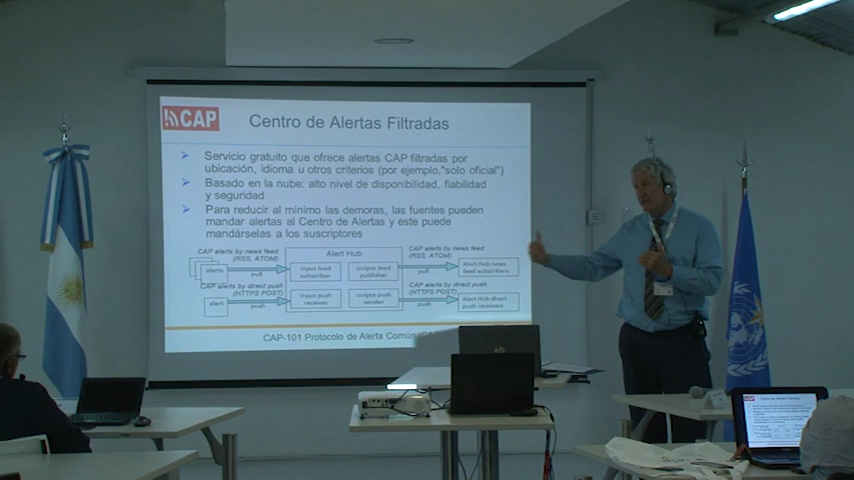 CAP
Centro de Alertas Filtradas
Servicio gratuito que ofrece alertas CAP filtradas por
ubicación, idioma u otros criterios (por ejemplo,"solo oficial")
Basado en la nube: alto nivel de disponibilidad, fiabilidad
y seguridad
Para reducir al mínimo las demoras, las fuentes pueden
mandar alertas al Centro de Alertas y este puede
mandárselas a los suscriptores
CAP alerts by news feed
(RSS, ATOM)
alerts
pull
CAP alerts by direct push
(HTTPS POST)
alert
push
Alert Hub
input feed
subscriber
output feed
publisher
input push
receiver
output push
sender
CAP alerts by news feed
(RSS, ATOM)
pull
Alert Hub news
feed subscribers
CAP alerts by direct push
(HTTPS POST)
push
Alert Hub direct
push receivers
CAP-101 Protocolo de Alerta Común